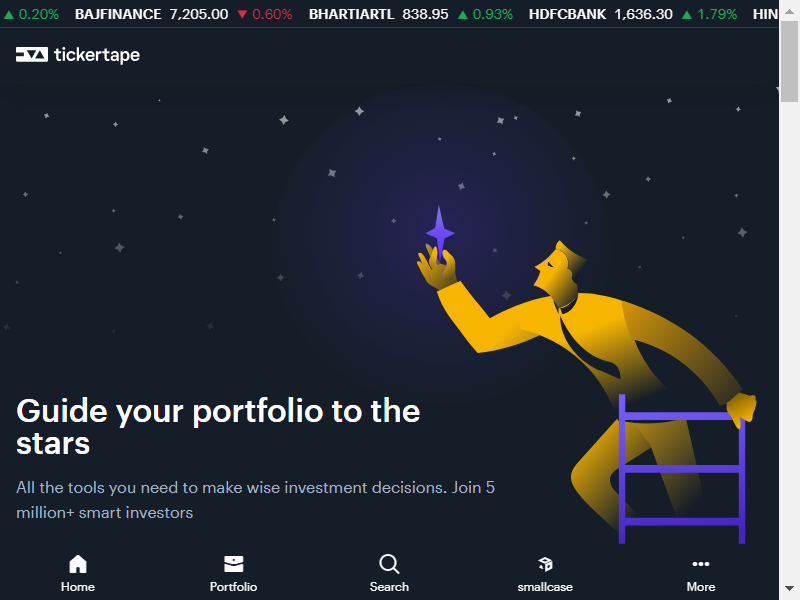 0.20% BAJFINANCE 7,205.00 0.60% BHARTIARTL 838.95 0.93% HDFCBANK 1,636.30 1.79% HIN
tickertape
Guide your portfolio to the
stars
All the tools you need to make wise investment decisions. Join 5
million+ smart investors
Home Portfolio Search smallcase More